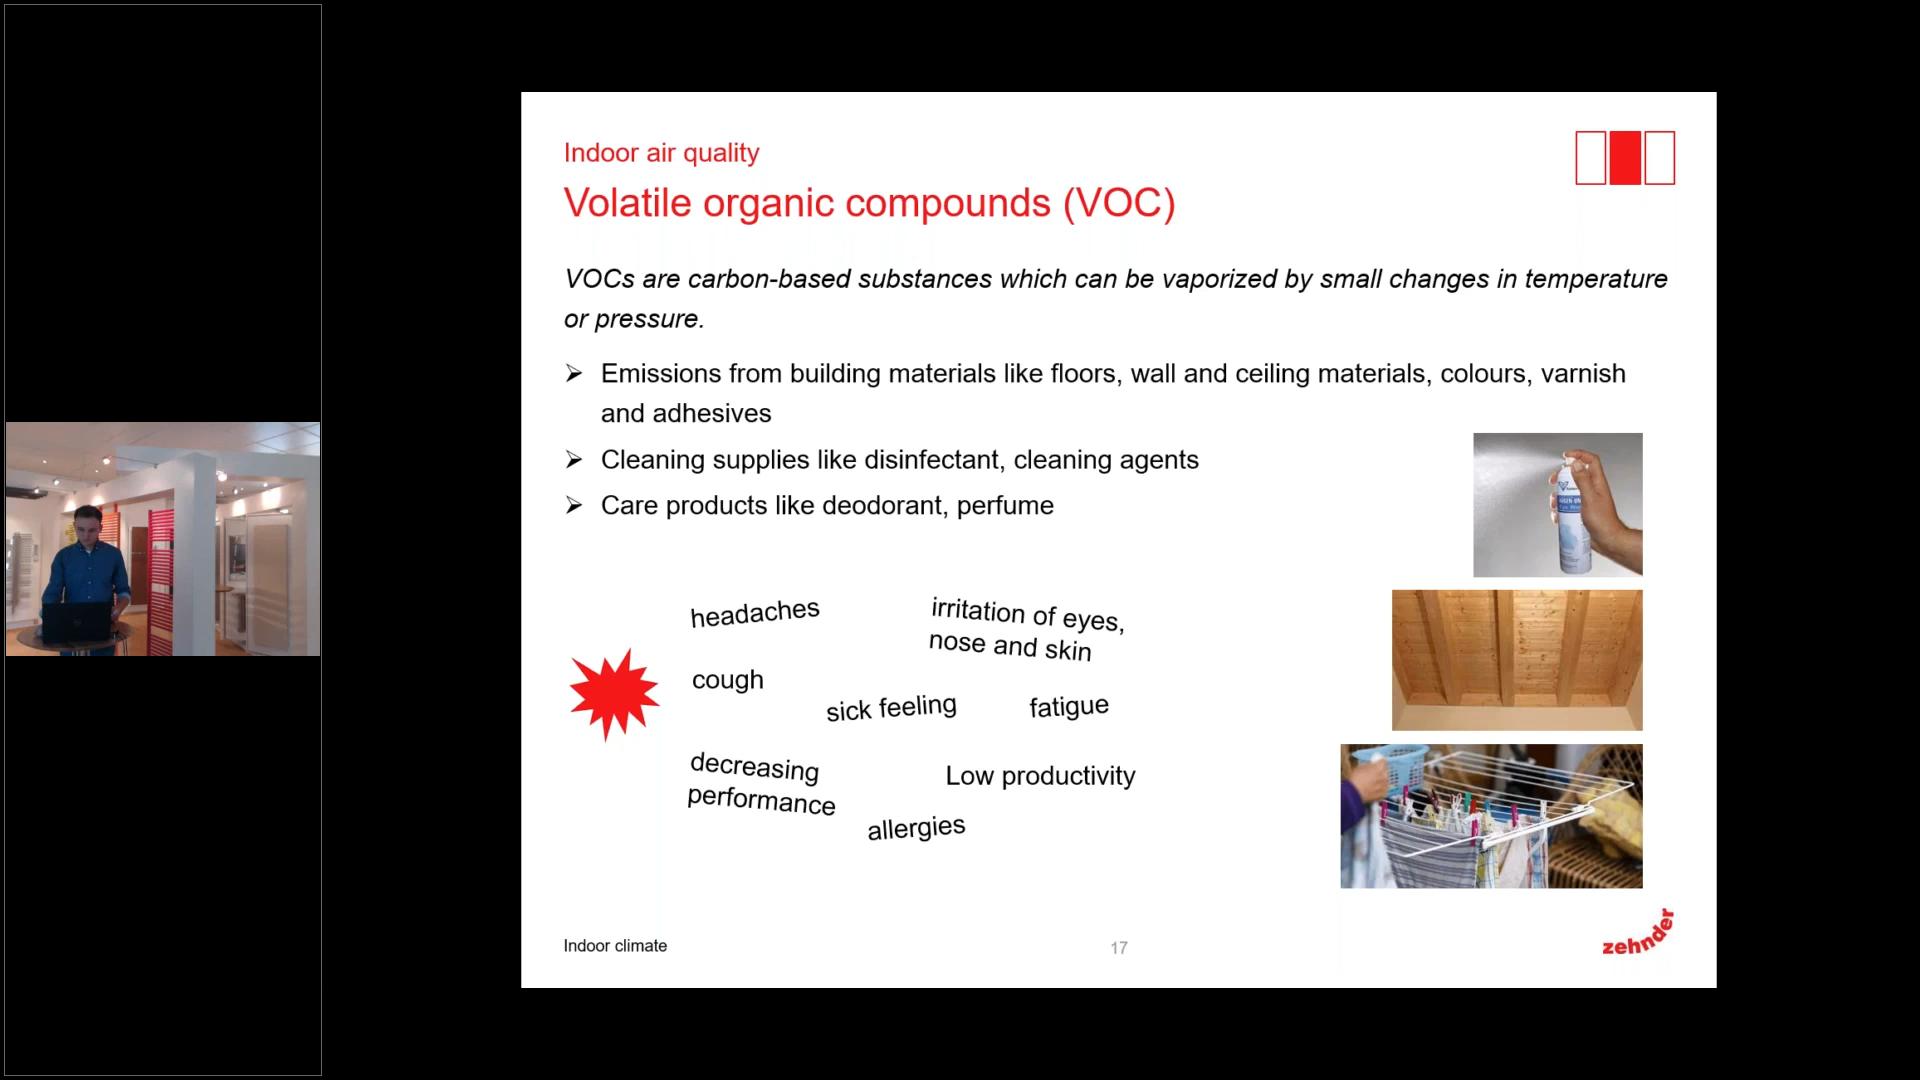 Indoor air quality
Volatile organic compounds (VOC)
VOCs are carbon-based substances which can be vaporized by small changes in temperature
or pressure.
Emissions from building materials like floors, wall and ceiling materials, colours, varnish
and adhesives
Cleaning supplies like disinfectant, cleaning agents
Care products like deodorant, perfume
headaches
irritation of eyes,
nose and skin
cough
sick feeling
fatigue
decreasing
performance
Low productivity
allergies
Indoor climate
17
zehnder